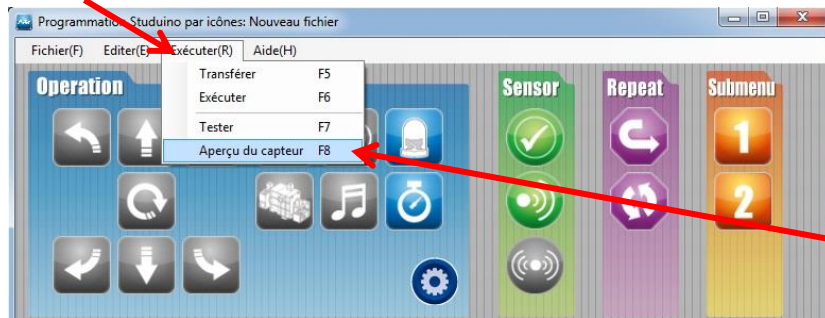 Programmation Studuino par icônes: Nouveau fichier
Fichier(F) Editer(E) Exécuter(R) Aide(H)
Transférer F5
Exécuter F6
Tester F7
Aperçu du capteur F8
Operation Sensor Repeat Submenu
1
2